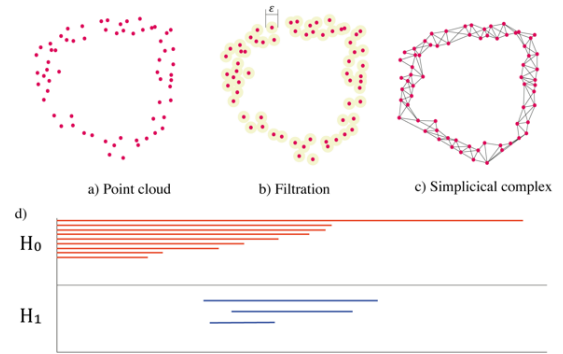 ε
a) Point cloud
b) Filtration
c) Simplicical complex
d)
H₀
H₁